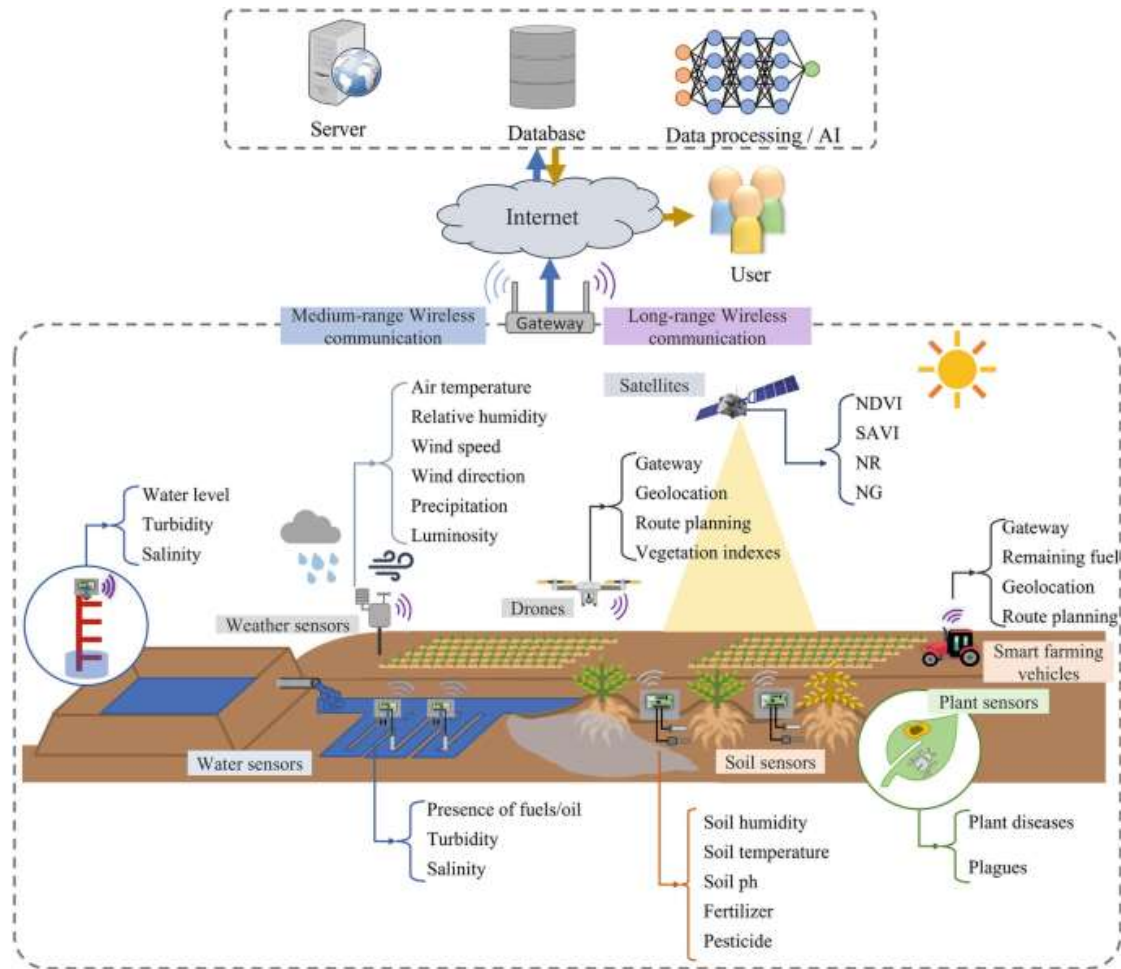 Server
Database
Data processing / AI
Internet
User
Medium-range Wireless
communication
Gateway
Long-range Wireless
communication
Air temperature
Relative humidity
Wind speed
Wind direction
Precipitation
Luminosity
Satellites
NDVI
SAVI
NR
NG
Gateway
Geolocation
Route planning
Vegetation indexes
Water level
Turbidity
Salinity
Gateway
Remaining fuel
Geolocation
Route planning
Weather sensors
Drones
Smart farming
vehicles
Plant sensors
Water sensors
Soil sensors
Presence of fuels/oil
Turbidity
Salinity
Soil humidity
Soil temperature
Soil ph
Fertilizer
Pesticide
Plant diseases
Plagues